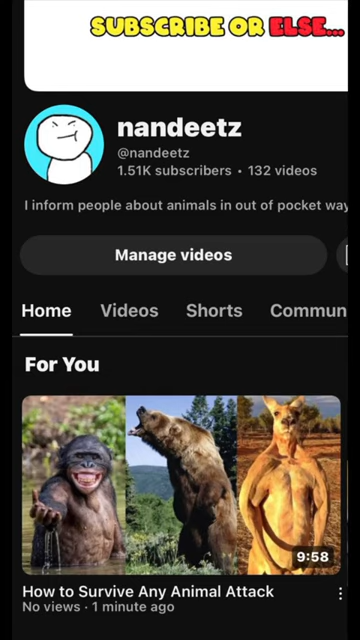 SUBSCRIBE OR ELSE...
nandeetz
@nandeetz
1.51K subscribers • 132 videos
I inform people about animals in out of pocket way
Manage videos
Home Videos Shorts Commun
For You
9:58
How to Survive Any Animal Attack
No views · 1 minute ago